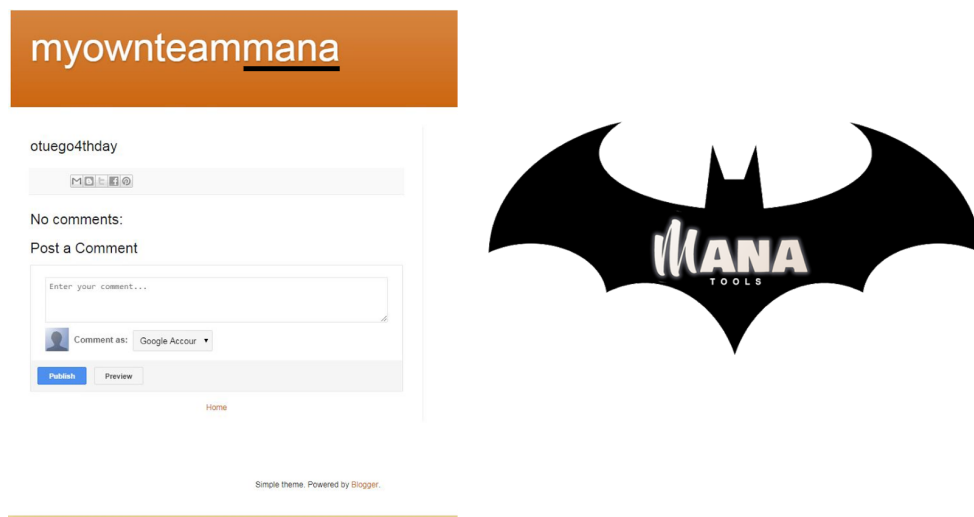 myownteammana
otuego4thday
No comments:
Post a Comment
Enter your comment...
Comment as:
Google Accour
Publish
Preview
Home
Simple theme. Powered by Blogger.
MANA
TOOLS